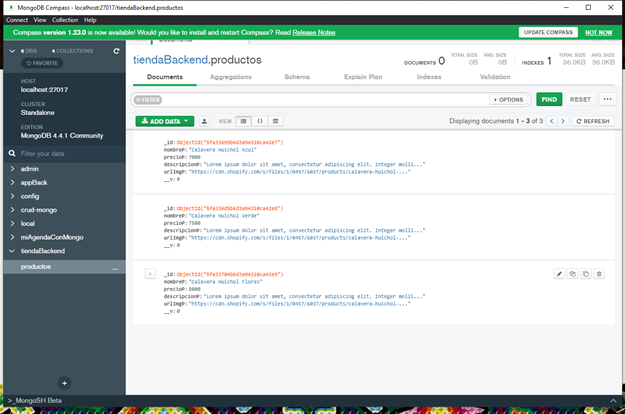 MongoDB Compass - localhost:27017/tiendaBackend.productos
Connect View Collection Help
Compass version 1.23.0 is now available! Would you like to install and restart Compass? Read Release Notes
UPDATE COMPASS NOT NOW
6 DBS 4 COLLECTIONS
FAVORITE
HOST
localhost:27017
CLUSTER
Standalone
EDITION
MongoDB 4.4.1 Community
Filter your data
admin
appBack
config
crud-mongo
local
miAgendaConMongo
tiendaBackend
productos
...
>_MongoSH Beta
Documents
tiendaBackend.productos
DOCUMENTS 0 TOTAL SIZE 0B AVG. SIZE 0B INDEXES 1 TOTAL SIZE 36.0KB AVG. SIZE 36.0KB
Documents Aggregations Schema Explain Plan Indexes Validation
FILTER OPTIONS FIND RESET ...
ADD DATA VIEW Displaying documents 1 - 3 of 3 REFRESH
_id:ObjectId("5fa33695b6d3a94310ca42e7")
nombreP:"Calavera Huichol Azul"
precioP:7000
descripcionP:"Lorem ipsum dolor sit amet, consectetur adipiscing elit. Integer molli..."
urlImgP:"https://cdn.shopify.com/s/files/1/0457/6037/products/calavera-huichol-..."
__v:0
_id:ObjectId("5fa336d5b6d3a94310ca42e8")
nombreP:"Calavera Huichol Verde"
precioP:7500
descripcionP:"Lorem ipsum dolor sit amet, consectetur adipiscing elit. Integer molli..."
urlImgP:"https://cdn.shopify.com/s/files/1/0457/6037/products/calavera-huichol-..."
__v:0
_id:ObjectId("5fa33704b6d3a94310ca42e9")
nombreP:"Calavera Huichol Flores"
precioP:8000
descripcionP:"Lorem ipsum dolor sit amet, consectetur adipiscing elit. Integer molli..."
urlImgP:"https://cdn.shopify.com/s/files/1/0457/6037/products/calavera-huichol-..."
__v:0